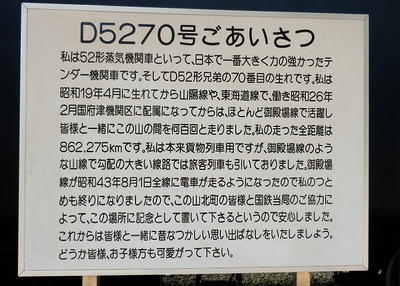 D5270号ごあいさつ
私は52形蒸気機関車といって、日本で一番大きく力の強かったテ
ンダー機関車です。そしてD52形兄弟の70番目の生れです。私は
昭和19年4月に生れてから山陽線や、東海道線で、働き昭和26年
2月国府津機関区に配属になってからは、ほとんど御殿場線で活躍し
皆様と一緒にこの山の間を何百回と走りました。私の走った全距離は
862,275kmです。私は本来貨物列車用ですが、御殿場線のよう
な山線で勾配の大きい線路では旅客列車も引いておりました。御殿場
線が昭和43年8月1日全線に電車が走るようになったので私のつと
めも終りになりましたので、この山北町の皆様と国鉄当局のご協力に
よって、この場所に記念として置いて下さるというので安心しました。
これからは皆様と一緒に昔なつかしい思い出ばなしをいたしましょう。
どうか皆様、お子様方も可愛がって下さい。